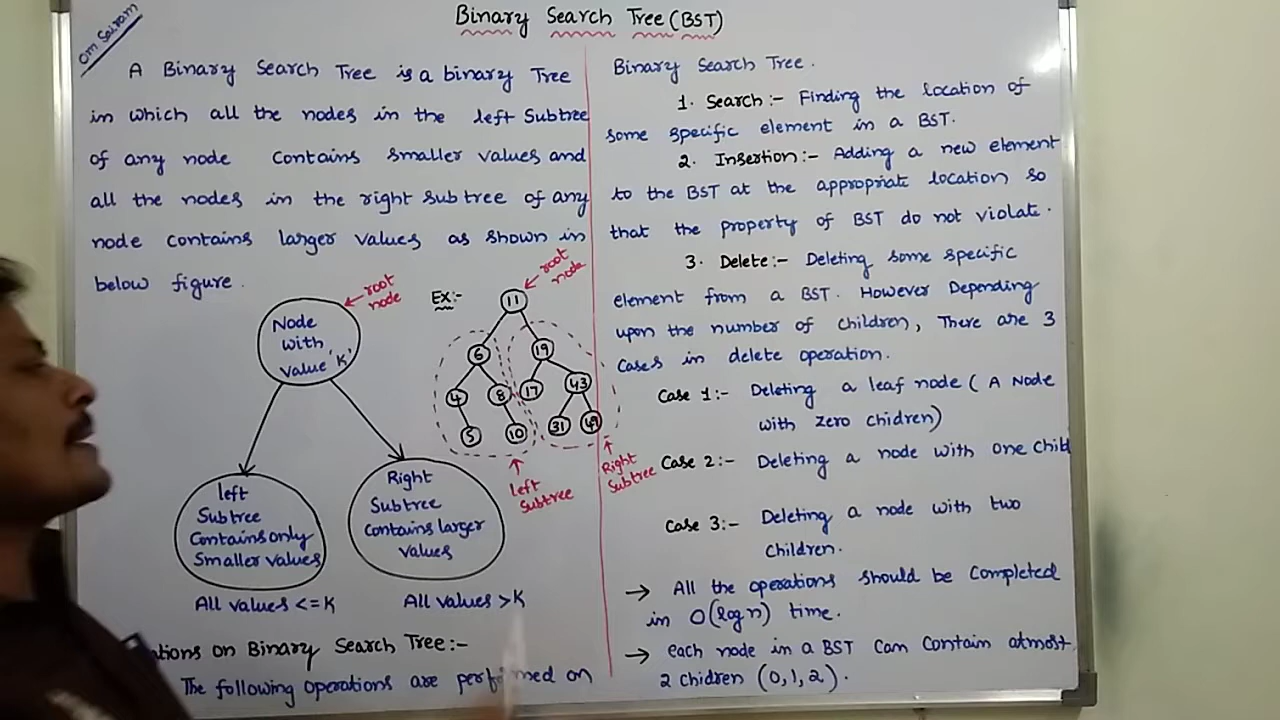 Om Sairam
Binary Search Tree (BST)
A Binary Search Tree is a binary Tree
in which all the nodes in the left Subtree
of any node Contains smaller values and
all the nodes in the right subtree of any
node contains larger values as shown in
below figure.
root
node
Node
with
value 'K'
left
Subtree
Contains only
Smaller values
All values <=K
Right
Subtree
Contains larger
values
All values >K
Ex:-
root
node
11
6
19
4
8
17
43
5
10
31
49
Left
Subtree
Right
Subtree
ations on Binary Search Tree:-
The following operations are performed on
Binary Search Tree.
1. Search:- Finding the location of
some specific element in a BST.
2. Insertion:- Adding a new element
to the BST at the appropriate location so
that the property of BST do not violate.
3. Delete:- Deleting some specific
element from a BST. However Depending
upon the number of children, There are 3
Cases in delete operation.
Case 1:- Deleting a leaf node ( A Node
with zero chidren)
Case 2:- Deleting a node with one Child
Case 3:- Deleting a node with two
Children.
→ All the operations should be Completed
in O(log n) time.
→ each node in a BST Can Contain atmost
2 chidren (0,1,2).